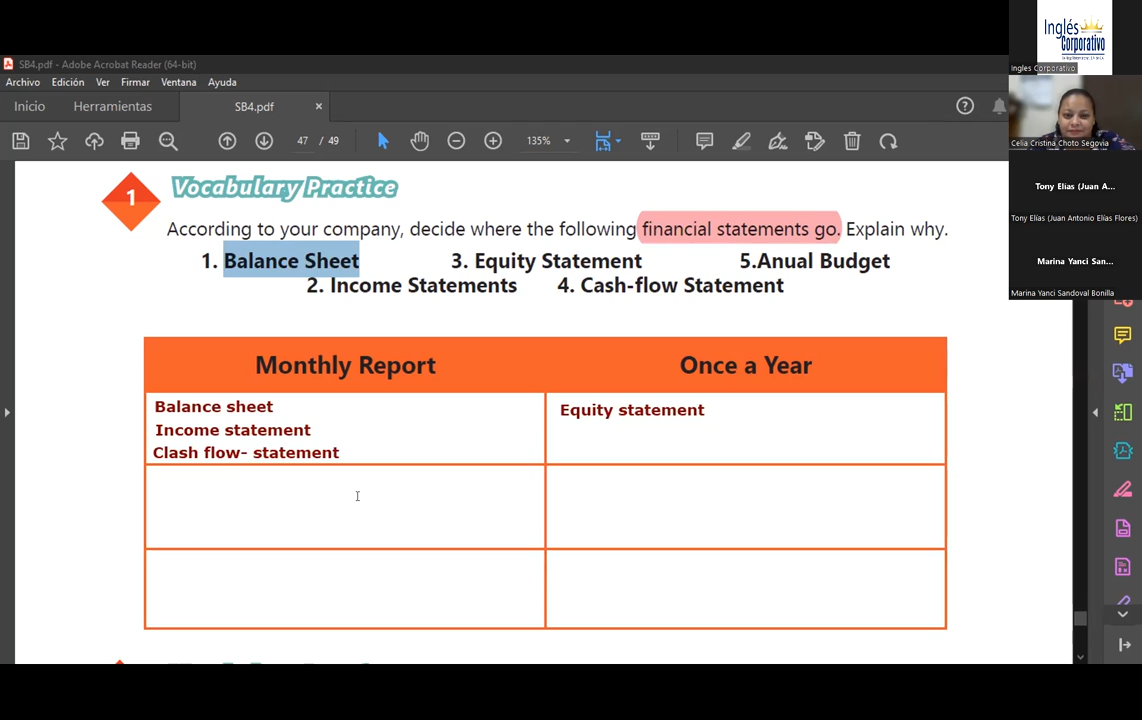 SB4.pdf - Adobe Acrobat Reader (64-bit)
Archivo Edición Ver Firmar Ventana Ayuda
Inicio Herramientas SB4.pdf ×
47 / 49 135%
1 Vocabulary Practice
According to your company, decide where the following financial statements go. Explain why.
1. Balance Sheet 3. Equity Statement 5.Anual Budget
2. Income Statements 4. Cash-flow Statement
Monthly Report Once a Year
Balance sheet Equity statement
Income statement
Clash flow- statement
Inglés
Corporativo
Ingles Corporativo
Celia Cristina Choto Segovia
Tony Elías (Juan A...
Tony Elías (Juan Antonio Elías Flores)
Marina Yanci San...
Marina Yanci Sandoval Bonilla